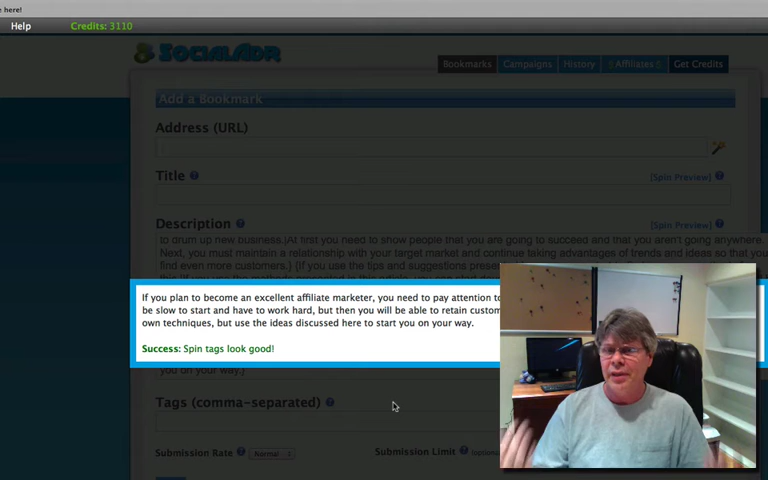 e here!
Help
Credits: 3110
SocialAdr
Bookmarks
Campaigns
History
Affiliates
Get Credits
Add a Bookmark
Address (URL)
Title
[Spin Preview]
Description
[Spin Preview]
to drum up new business.}At first you need to show people that you are going to succeed and that you aren't going anywhere.
Next, you must maintain a relationship with your target market and continue taking advantages of trends and ideas so that you
find even more customers.} {If you use the tips and suggestions prese
If you plan to become an excellent affiliate marketer, you need to pay attention to
be slow to start and have to work hard, but then you will be able to retain custom
own techniques, but use the ideas discussed here to start you on your way.
Success: Spin tags look good!
you on your way.}
Tags (comma-separated)
Submission Rate
Normal
Submission Limit